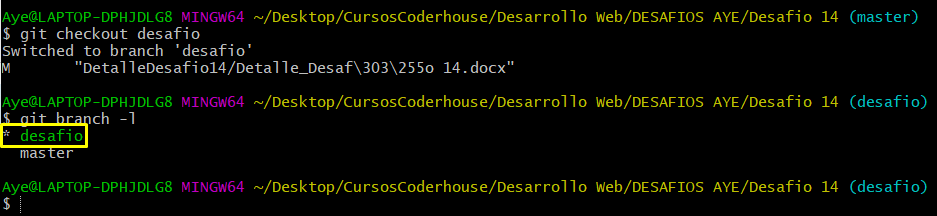 Aye@LAPTOP-DPHJDLG8 MINGW64 ~/Desktop/CursosCoderhouse/Desarrollo Web/DESAFIOS AYE/Desafio 14 (master)
$ git checkout desafio
Switched to branch 'desafio'
M       "DetalleDesafio14/Detalle_Desaf\303\255o 14.docx"
Aye@LAPTOP-DPHJDLG8 MINGW64 ~/Desktop/CursosCoderhouse/Desarrollo Web/DESAFIOS AYE/Desafio 14 (desafio)
$ git branch -l
* desafio
  master
Aye@LAPTOP-DPHJDLG8 MINGW64 ~/Desktop/CursosCoderhouse/Desarrollo Web/DESAFIOS AYE/Desafio 14 (desafio)
$